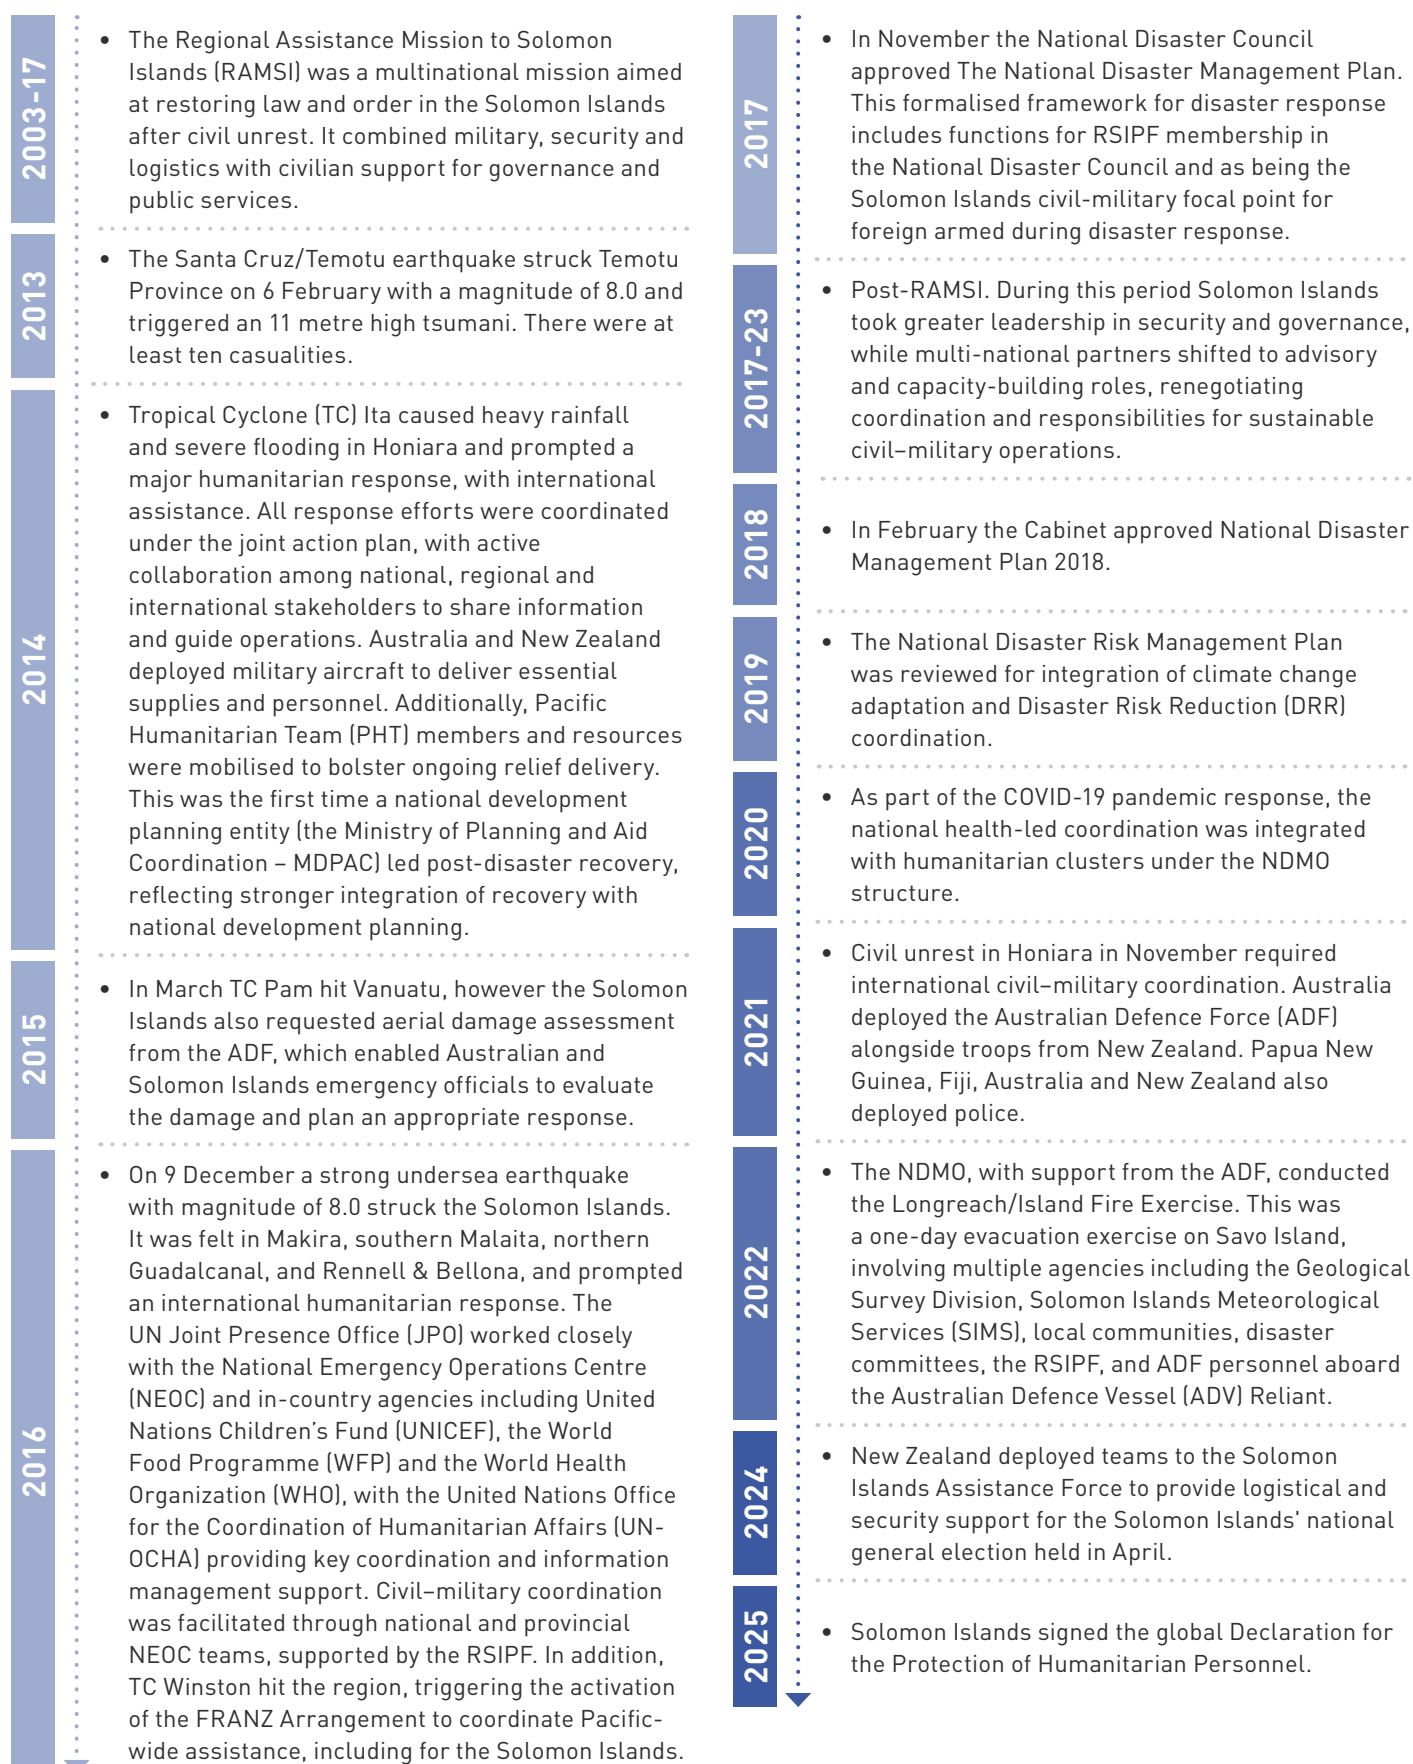 2003-17
• The Regional Assistance Mission to Solomon
Islands (RAMSI) was a multinational mission aimed
at restoring law and order in the Solomon Islands
after civil unrest. It combined military, security and
logistics with civilian support for governance and
public services.
2013
• The Santa Cruz/Temotu earthquake struck Temotu
Province on 6 February with a magnitude of 8.0 and
triggered an 11 metre high tsumani. There were at
least ten casualities.
2014
• Tropical Cyclone (TC) Ita caused heavy rainfall
and severe flooding in Honiara and prompted a
major humanitarian response, with international
assistance. All response efforts were coordinated
under the joint action plan, with active
collaboration among national, regional and
international stakeholders to share information
and guide operations. Australia and New Zealand
deployed military aircraft to deliver essential
supplies and personnel. Additionally, Pacific
Humanitarian Team (PHT) members and resources
were mobilised to bolster ongoing relief delivery.
This was the first time a national development
planning entity (the Ministry of Planning and Aid
Coordination – MDPAC) led post-disaster recovery,
reflecting stronger integration of recovery with
national development planning.
2015
• In March TC Pam hit Vanuatu, however the Solomon
Islands also requested aerial damage assessment
from the ADF, which enabled Australian and
Solomon Islands emergency officials to evaluate
the damage and plan an appropriate response.
2016
• On 9 December a strong undersea earthquake
with magnitude of 8.0 struck the Solomon Islands.
It was felt in Makira, southern Malaita, northern
Guadalcanal, and Rennell & Bellona, and prompted
an international humanitarian response. The
UN Joint Presence Office (JPO) worked closely
with the National Emergency Operations Centre
(NEOC) and in-country agencies including United
Nations Children’s Fund (UNICEF), the World
Food Programme (WFP) and the World Health
Organization (WHO), with the United Nations Office
for the Coordination of Humanitarian Affairs (UN-
OCHA) providing key coordination and information
management support. Civil–military coordination
was facilitated through national and provincial
NEOC teams, supported by the RSIPF. In addition,
TC Winston hit the region, triggering the activation
of the FRANZ Arrangement to coordinate Pacific-
wide assistance, including for the Solomon Islands.
2017
• In November the National Disaster Council
approved The National Disaster Management Plan.
This formalised framework for disaster response
includes functions for RSIPF membership in
the National Disaster Council and as being the
Solomon Islands civil-military focal point for
foreign armed during disaster response.
2017-23
• Post-RAMSI. During this period Solomon Islands
took greater leadership in security and governance,
while multi-national partners shifted to advisory
and capacity-building roles, renegotiating
coordination and responsibilities for sustainable
civil–military operations.
2018
• In February the Cabinet approved National Disaster
Management Plan 2018.
2019
• The National Disaster Risk Management Plan
was reviewed for integration of climate change
adaptation and Disaster Risk Reduction (DRR)
coordination.
2020
• As part of the COVID-19 pandemic response, the
national health-led coordination was integrated
with humanitarian clusters under the NDMO
structure.
2021
• Civil unrest in Honiara in November required
international civil–military coordination. Australia
deployed the Australian Defence Force (ADF)
alongside troops from New Zealand. Papua New
Guinea, Fiji, Australia and New Zealand also
deployed police.
2022
• The NDMO, with support from the ADF, conducted
the Longreach/Island Fire Exercise. This was
a one-day evacuation exercise on Savo Island,
involving multiple agencies including the Geological
Survey Division, Solomon Islands Meteorological
Services (SIMS), local communities, disaster
committees, the RSIPF, and ADF personnel aboard
the Australian Defence Vessel (ADV) Reliant.
2024
• New Zealand deployed teams to the Solomon
Islands Assistance Force to provide logistical and
security support for the Solomon Islands' national
general election held in April.
2025
• Solomon Islands signed the global Declaration for
the Protection of Humanitarian Personnel.